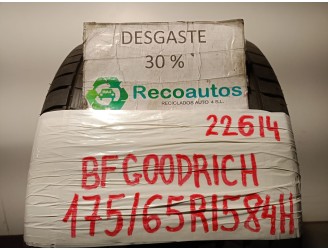 DESGASTE
30 %
Recoautos
RECICLADOS AUTO 4 S.L.
22614
BFGOODRICH
175/65R1584H